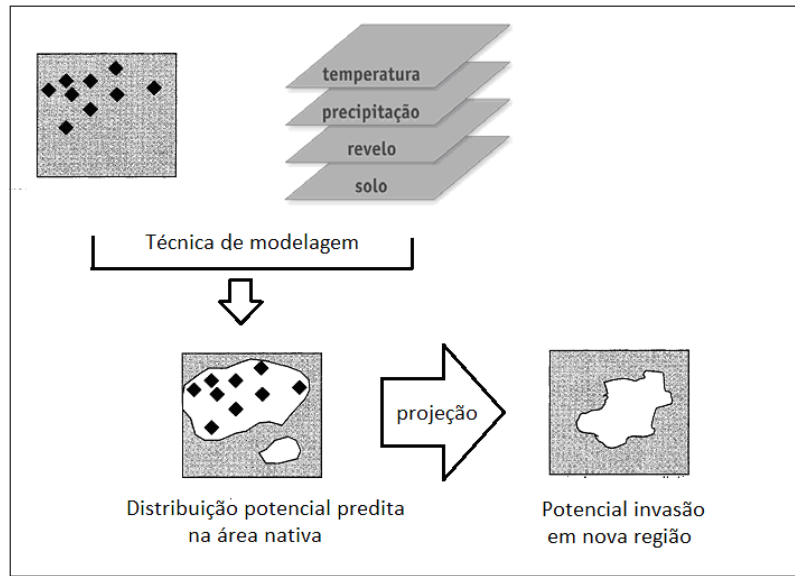 temperatura
precipitação
revelo
solo
Técnica de modelagem
projeção
Distribuição potencial predita
na área nativa
Potencial invasão
em nova região